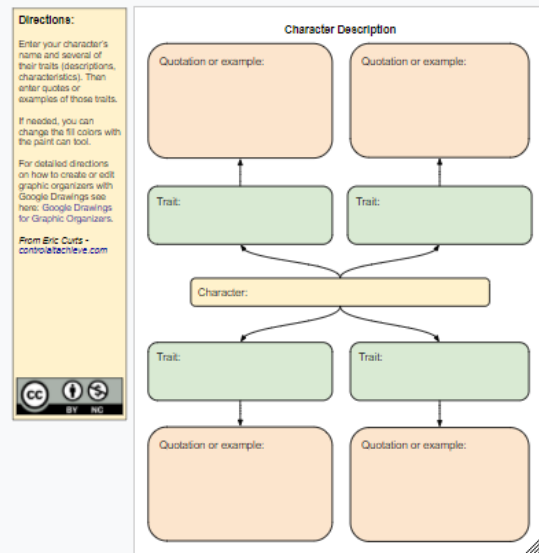 Directions:
Enter your character's
name and several of
their traits (descriptions,
characteristics). Then
enter quotes or
examples of those traits.
If needed, you can
change the fill colors with
the paint can tool.
For detailed directions
on how to create or edit
graphic organizers with
Google Drawings see
here: Google Drawings
for Graphic Organizers.
From Eric Curts -
controlaltachieve.com
CC
BY NC
Character Description
Quotation or example:
Quotation or example:
Trait:
Trait:
Character:
Trait:
Trait:
Quotation or example:
Quotation or example: